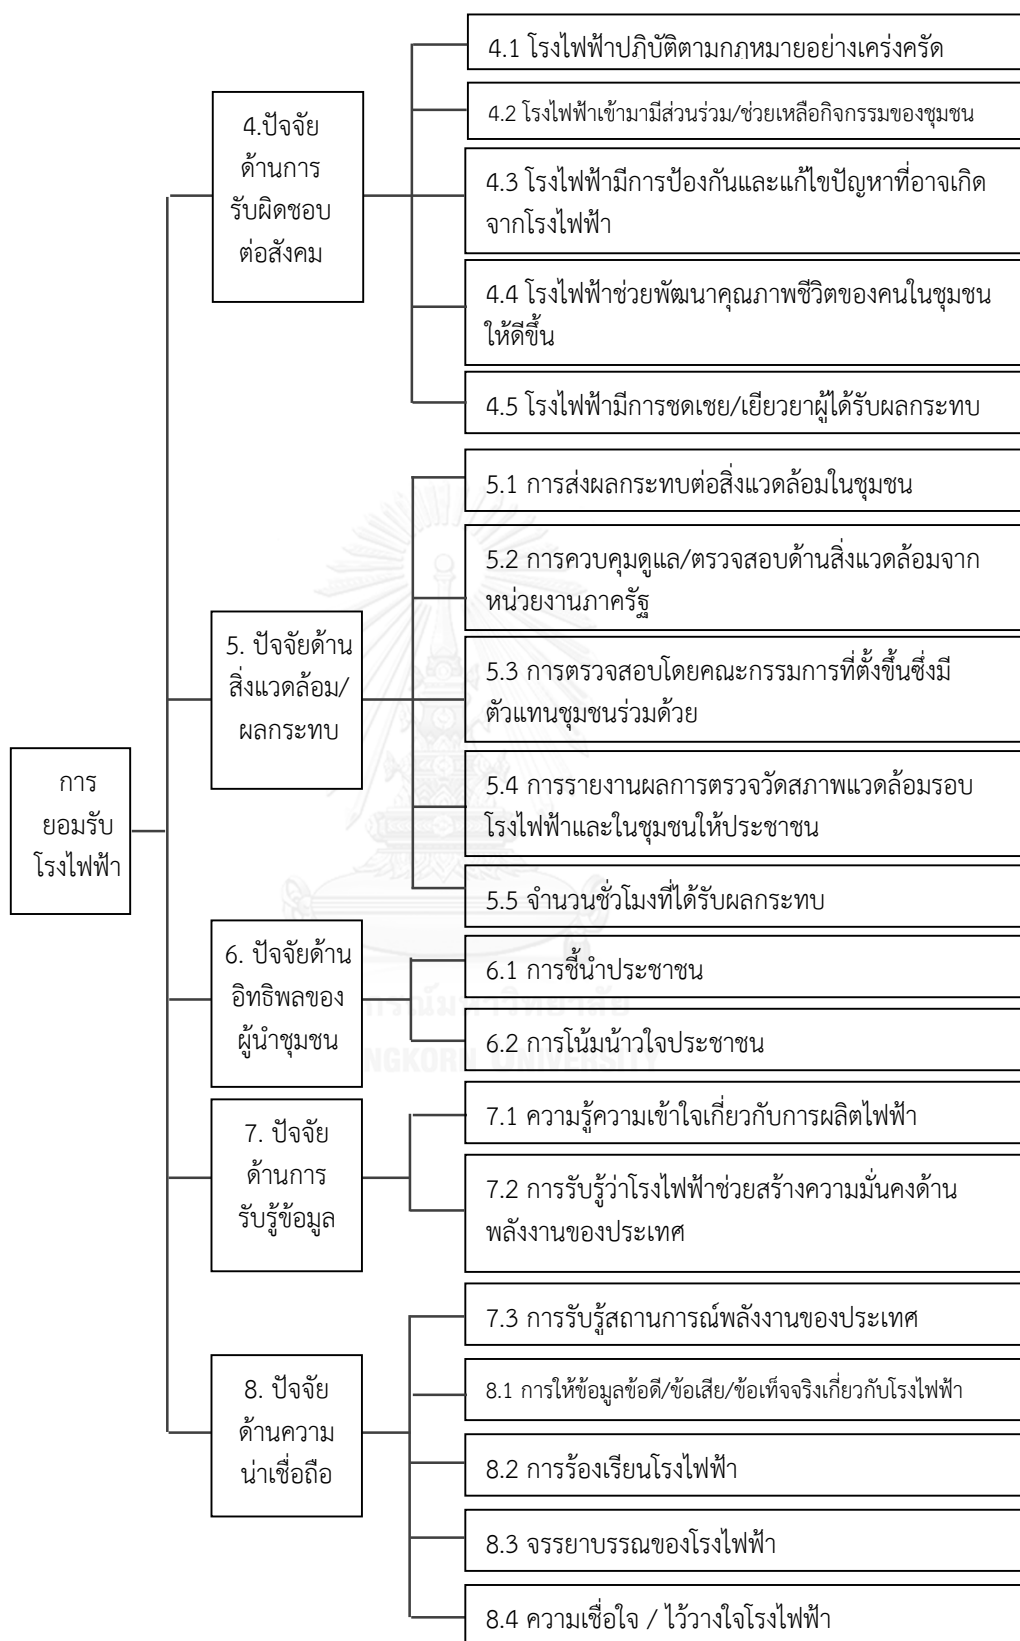 4.1 โรงไฟฟ้าปฏิบัติตามกฎหมายอย่างเคร่งครัด
4.ปัจจัย
ด้านการ
รับผิดชอบ
ต่อสังคม
4.2 โรงไฟฟ้าเข้ามามีส่วนร่วม/ช่วยเหลือกิจกรรมของชุมชน
4.3 โรงไฟฟ้ามีการป้องกันและแก้ไขปัญหาที่อาจเกิด
จากโรงไฟฟ้า
4.4 โรงไฟฟ้าช่วยพัฒนาคุณภาพชีวิตของคนในชุมชน
ให้ดีขึ้น
4.5 โรงไฟฟ้ามีการชดเชย/เยียวยาผู้ได้รับผลกระทบ
การ
ยอมรับ
โรงไฟฟ้า
5. ปัจจัยด้าน
สิ่งแวดล้อม/
ผลกระทบ
5.1 การส่งผลกระทบต่อสิ่งแวดล้อมในชุมชน
5.2 การควบคุมดูแล/ตรวจสอบด้านสิ่งแวดล้อมจาก
หน่วยงานภาครัฐ
5.3 การตรวจสอบโดยคณะกรรมการที่ตั้งขึ้นซึ่งมี
ตัวแทนชุมชนร่วมด้วย
5.4 การรายงานผลการตรวจวัดสภาพแวดล้อมรอบ
โรงไฟฟ้าและในชุมชนให้ประชาชน
5.5 จำนวนชั่วโมงที่ได้รับผลกระทบ
6. ปัจจัยด้าน
อิทธิพลของ
ผู้นำชุมชน
6.1 การชี้นำประชาชน
6.2 การโน้มน้าวใจประชาชน
7. ปัจจัย
ด้านการ
รับรู้ข้อมูล
7.1 ความรู้ความเข้าใจเกี่ยวกับการผลิตไฟฟ้า
7.2 การรับรู้ว่าโรงไฟฟ้าช่วยสร้างความมั่นคงด้าน
พลังงานของประเทศ
7.3 การรับรู้สถานการณ์พลังงานของประเทศ
8. ปัจจัย
ด้านความ
น่าเชื่อถือ
8.1 การให้ข้อมูลข้อดี/ข้อเสีย/ข้อเท็จจริงเกี่ยวกับโรงไฟฟ้า
8.2 การร้องเรียนโรงไฟฟ้า
8.3 จรรยาบรรณของโรงไฟฟ้า
8.4 ความเชื่อใจ / ไว้วางใจโรงไฟฟ้า
กรณ์มหาวิทยาลัย
NGKORN UNIVERSITY